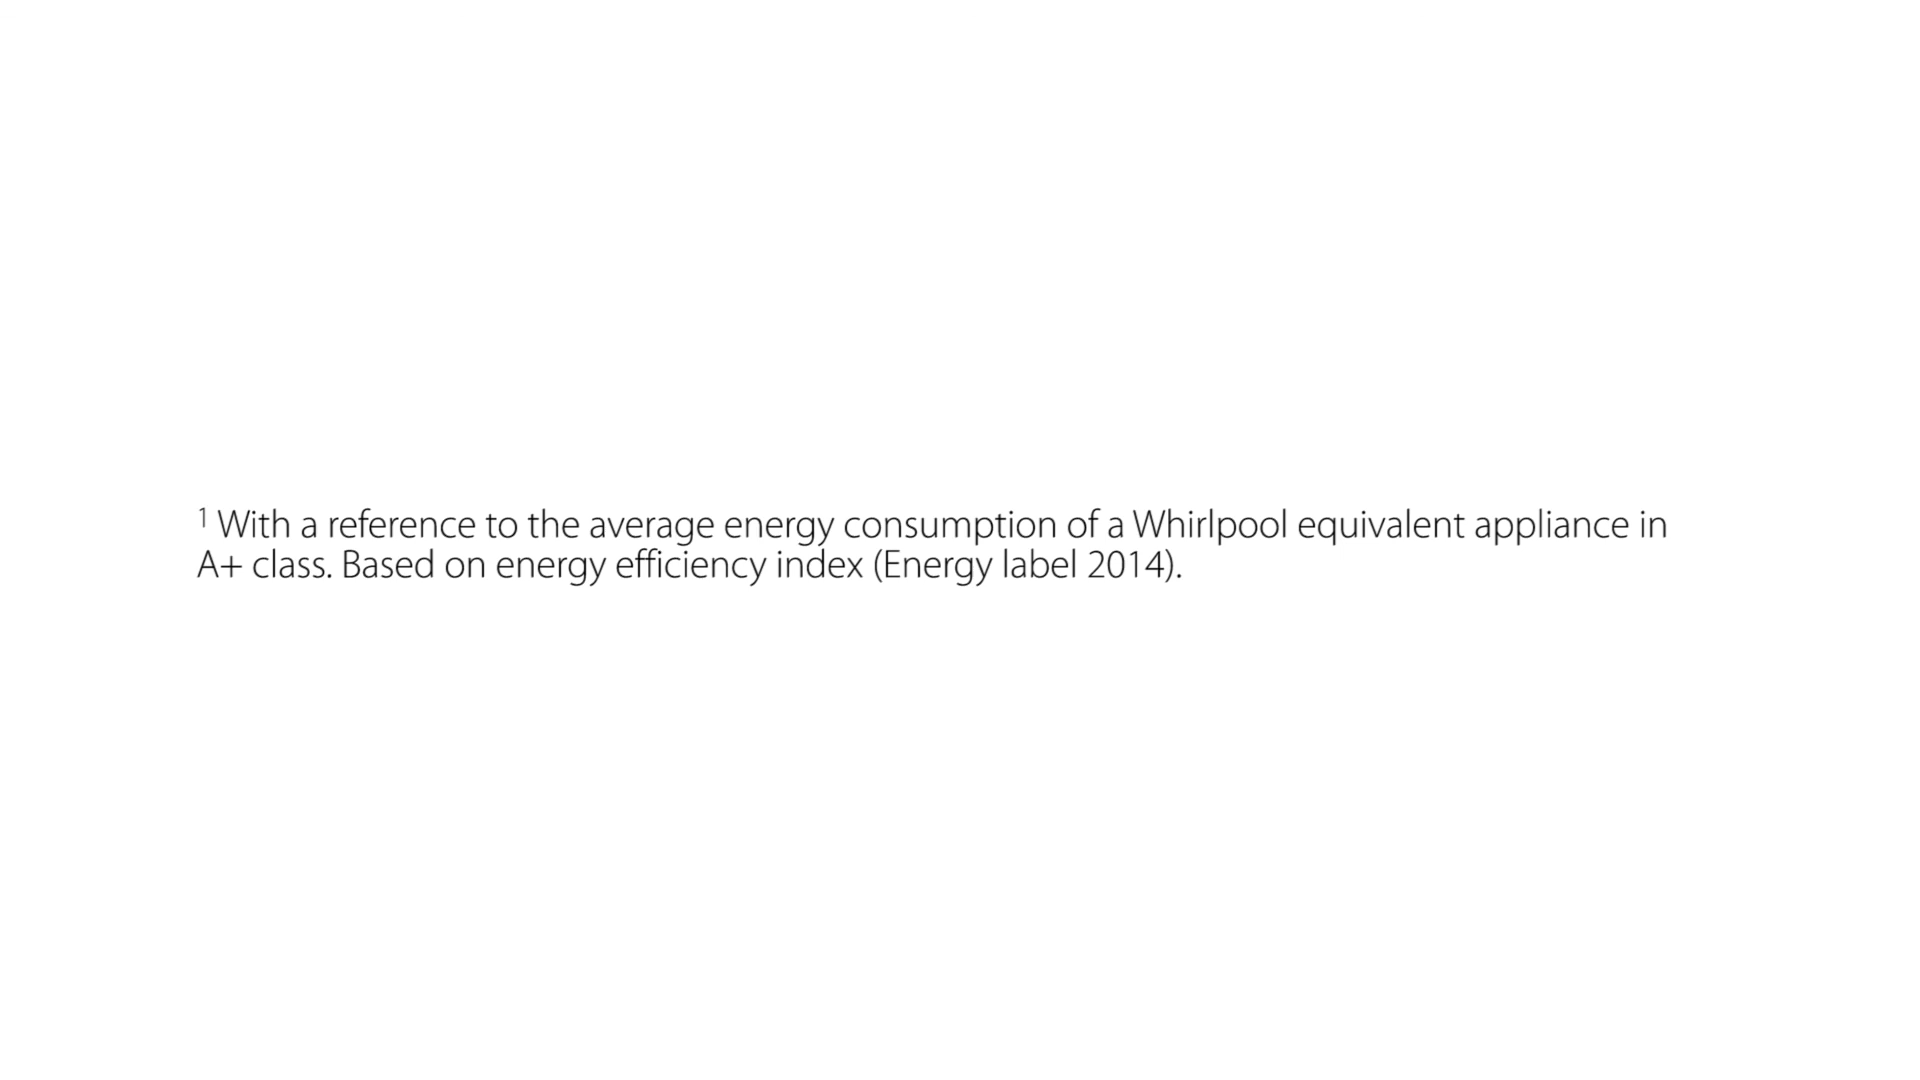 ¹ With a reference to the average energy consumption of a Whirlpool equivalent appliance in
A+ class. Based on energy efficiency index (Energy label 2014).